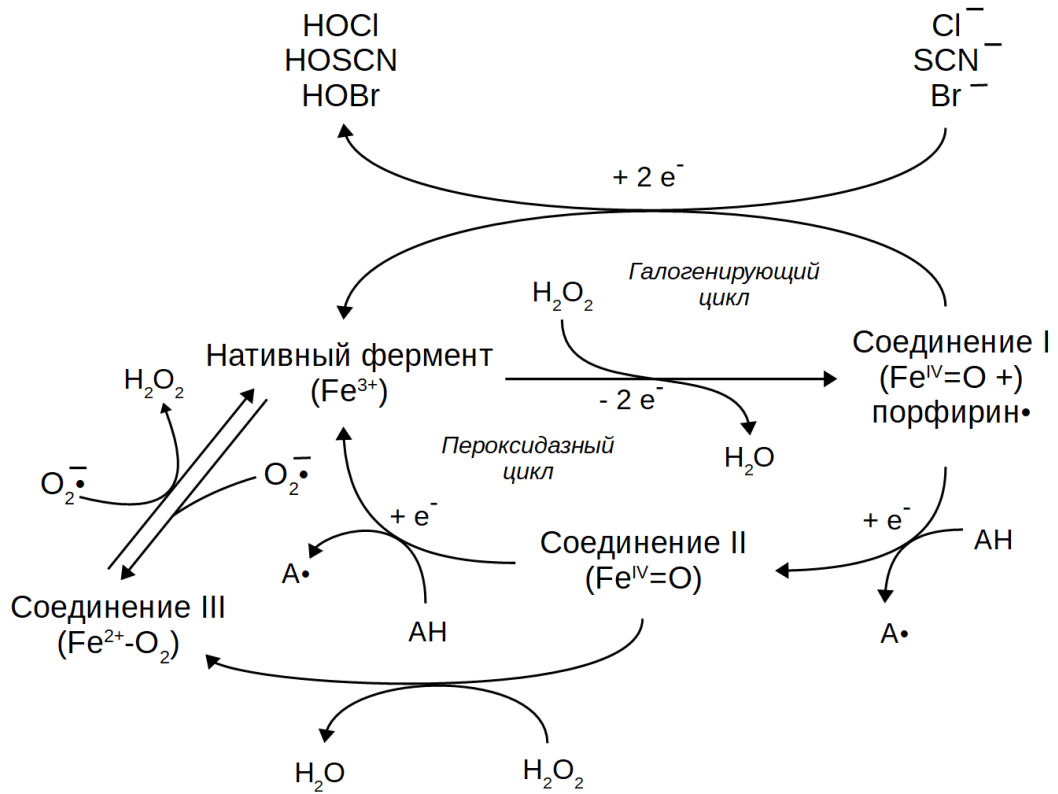 HOCl
HOSCN
HOBr
Cl⁻
SCN⁻
Br⁻
+ 2 e⁻
Галогенирующий
цикл
H₂O₂
Нативный фермент
(Fe³⁺)
- 2 e⁻
H₂O
Соединение I
(Feᴵⱽ=O +)
порфирин•
H₂O₂
O₂•⁻
O₂•⁻
Пероксидазный
цикл
+ e⁻
A•
AH
Соединение II
(Feᴵⱽ=O)
+ e⁻
AH
A•
Соединение III
(Fe²⁺-O₂)
H₂O
H₂O₂